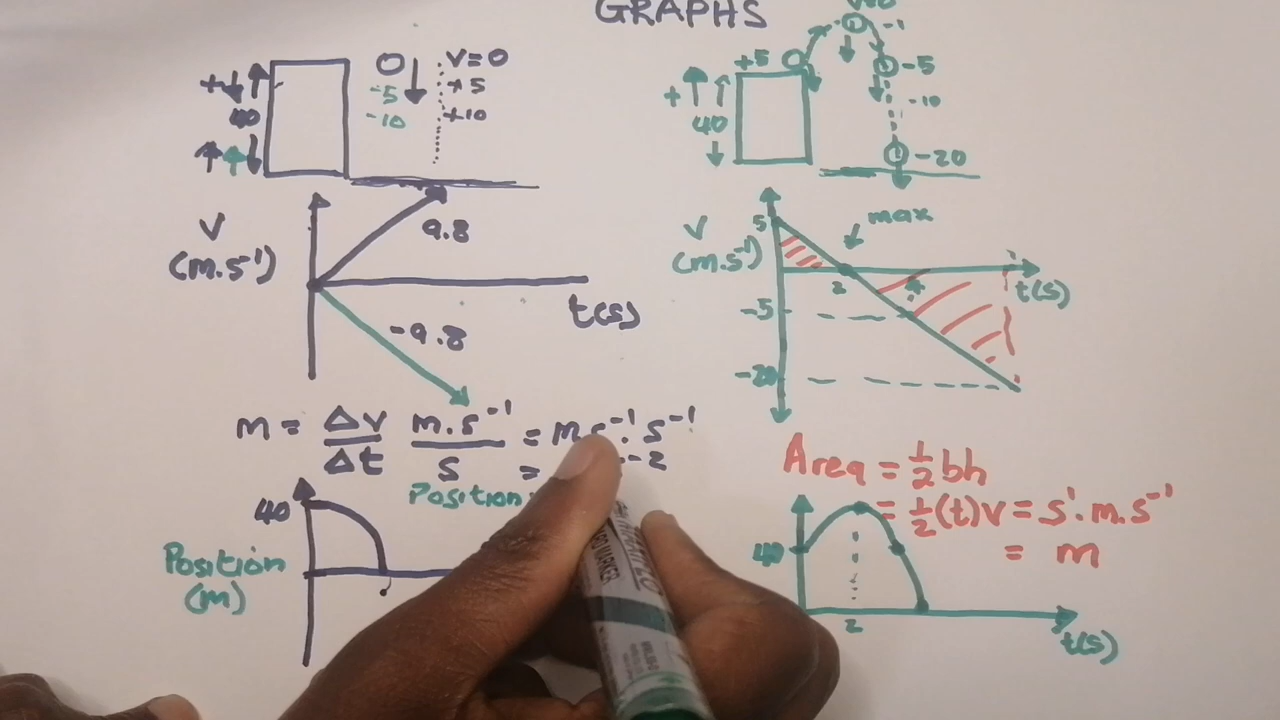 GRAPHS
+ 40
-5
-10
V=0
+5
+10
V
(m.s⁻¹)
9.8
-9.8
t(s)
m = Δv/Δt m.s⁻¹/s = m.s⁻¹.s⁻¹
=
-2
Position
40
Position
(m)
V=0
-1
+5
-5
-10
-20
+ 40
max
V
(m.s⁻¹)
5
2
4
t(s)
-5
-20
Area = ½bh
= ½(t)v = s¹.m.s⁻¹
= m
40
2
t(s)